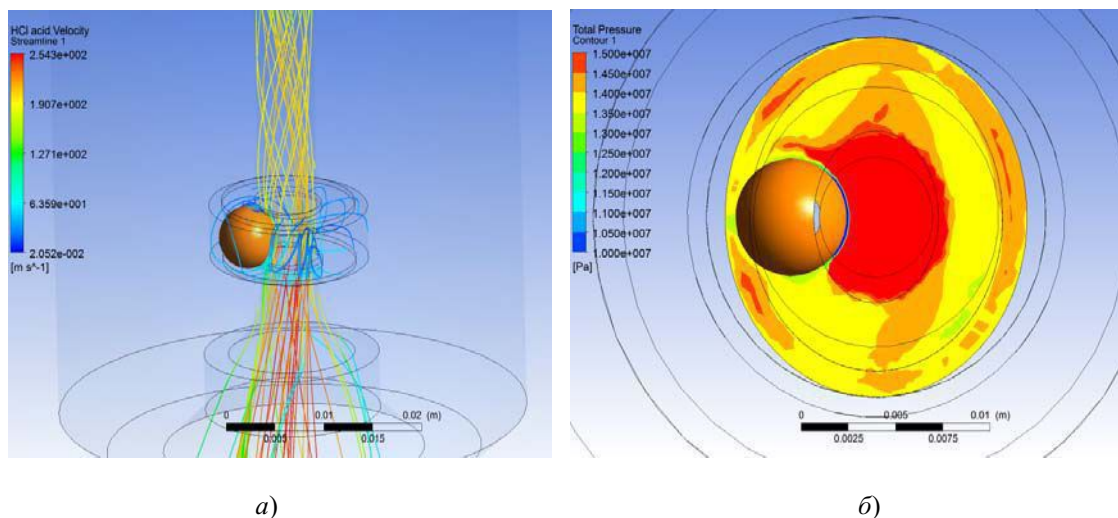 HCl acid Velocity
Streamline 1
2.543e+002
1.907e+002
1.271e+002
6.359e+001
2.052e-002
[m s^-1]
0
0.01
0.02 (m)
0.005
0.015
Total Pressure
Contour 1
1.500e+007
1.450e+007
1.400e+007
1.350e+007
1.300e+007
1.250e+007
1.200e+007
1.150e+007
1.100e+007
1.050e+007
1.000e+007
[Pa]
0
0.005
0.01 (m)
0.0025
0.0075
а)
б)